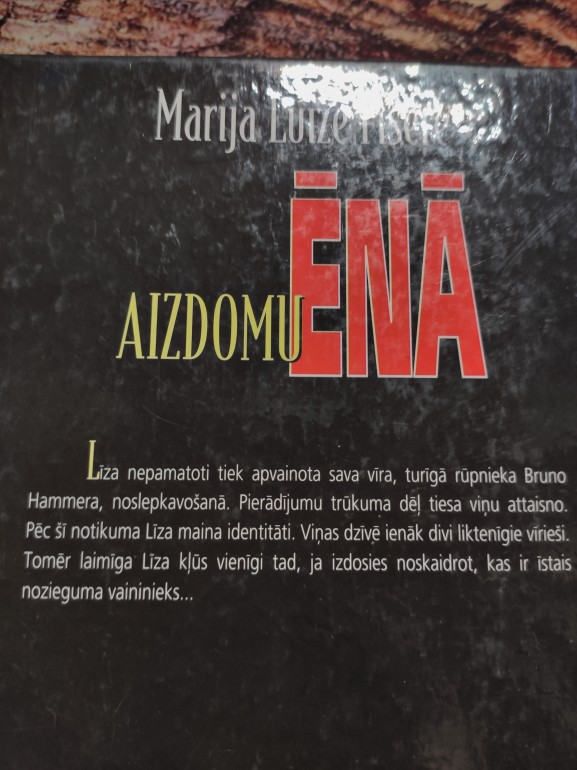 Marija Luīze Fišere
AIZDOMU ĒNĀ
Līza nepamatoti tiek apvainota sava vīra, turīgā rūpnieka Bruno
Hammera, noslepkavošanā. Pierādījumu trūkuma dēļ tiesa viņu attaisno.
Pēc šī notikuma Līza maina identitāti. Viņas dzīvē ienāk divi liktenīgie vīrieši.
Tomēr laimīga Līza kļūs vienīgi tad, ja izdosies noskaidrot, kas ir īstais
nozieguma vaininieks...